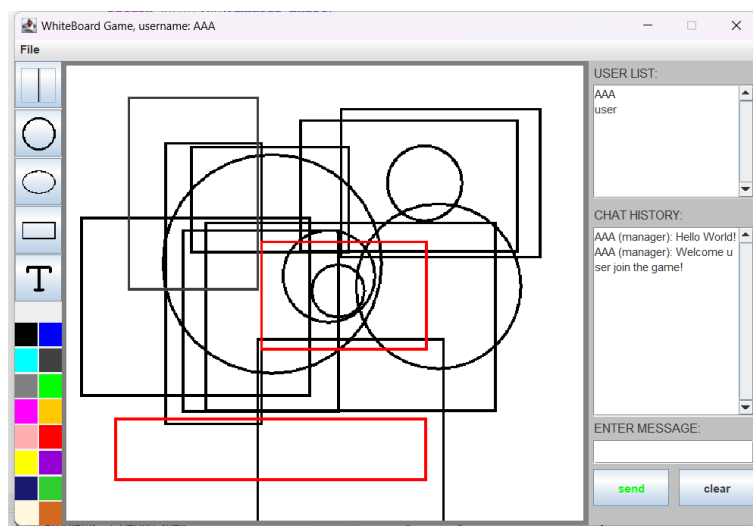 WhiteBoard Game, username: AAA
File
T
USER LIST:
AAA
user
CHAT HISTORY:
AAA (manager): Hello World!
AAA (manager): Welcome u
ser join the game!
ENTER MESSAGE:
send
clear